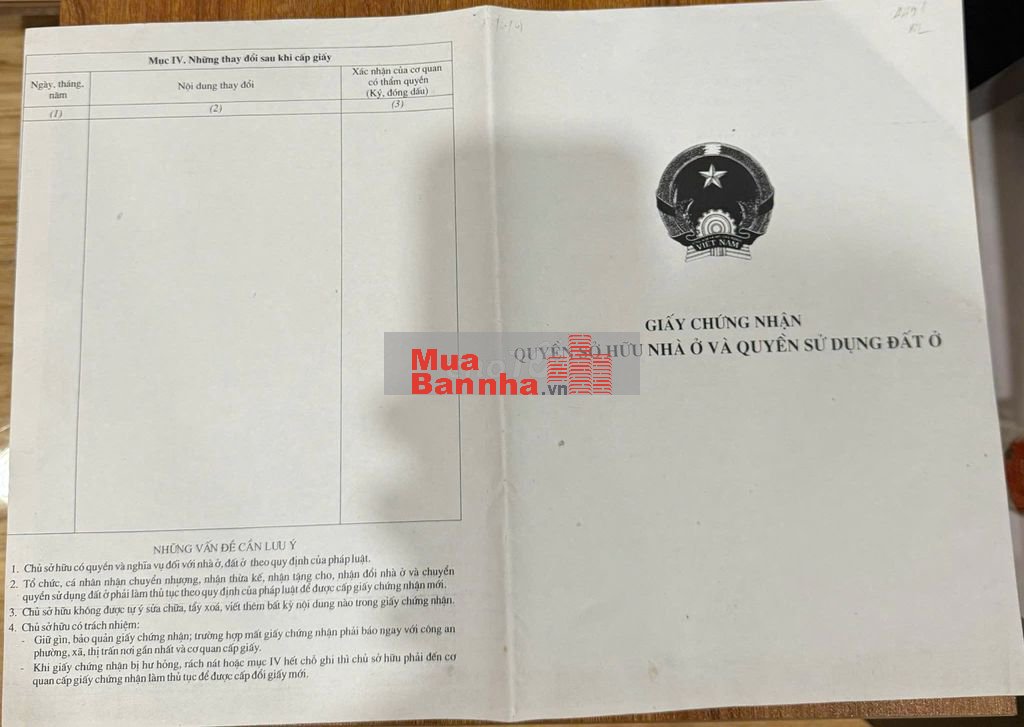 Mục IV. Những thay đổi sau khi cấp giấy
Ngày, tháng, năm
Nội dung thay đổi
Xác nhận của cơ quan
có thẩm quyền
(Ký, đóng dấu)
(1)
(2)
(3)
NHỮNG VẤN ĐỀ CẦN LƯU Ý
1. Chủ sở hữu có quyền và nghĩa vụ đối với nhà ở, đất ở theo quy định của pháp luật.
2. Tổ chức, cá nhân nhận chuyển nhượng, nhận thừa kế, nhận tặng cho, nhận đổi nhà ở và chuyển
quyền sử dụng đất ở phải làm thủ tục theo quy định của pháp luật để được cấp giấy chứng nhận mới.
3. Chủ sở hữu không được tự ý sửa chữa, tẩy xoá, viết thêm bất kỳ nội dung nào trong giấy chứng nhận.
4. Chủ sở hữu có trách nhiệm:
- Giữ gìn, bảo quản giấy chứng nhận; trường hợp mất giấy chứng nhận phải báo ngay với công an
phường, xã, thị trấn nơi gần nhất và cơ quan cấp giấy.
- Khi giấy chứng nhận bị hư hỏng, rách nát hoặc mục IV hết chỗ ghi thì chủ sở hữu phải đến cơ
quan cấp giấy chứng nhận làm thủ tục để được cấp đổi giấy mới.
VIỆT NAM
GIẤY CHỨNG NHẬN
QUYỀN SỞ HỮU NHÀ Ở VÀ QUYỀN SỬ DỤNG ĐẤT Ở
Mua
Bannha.vn